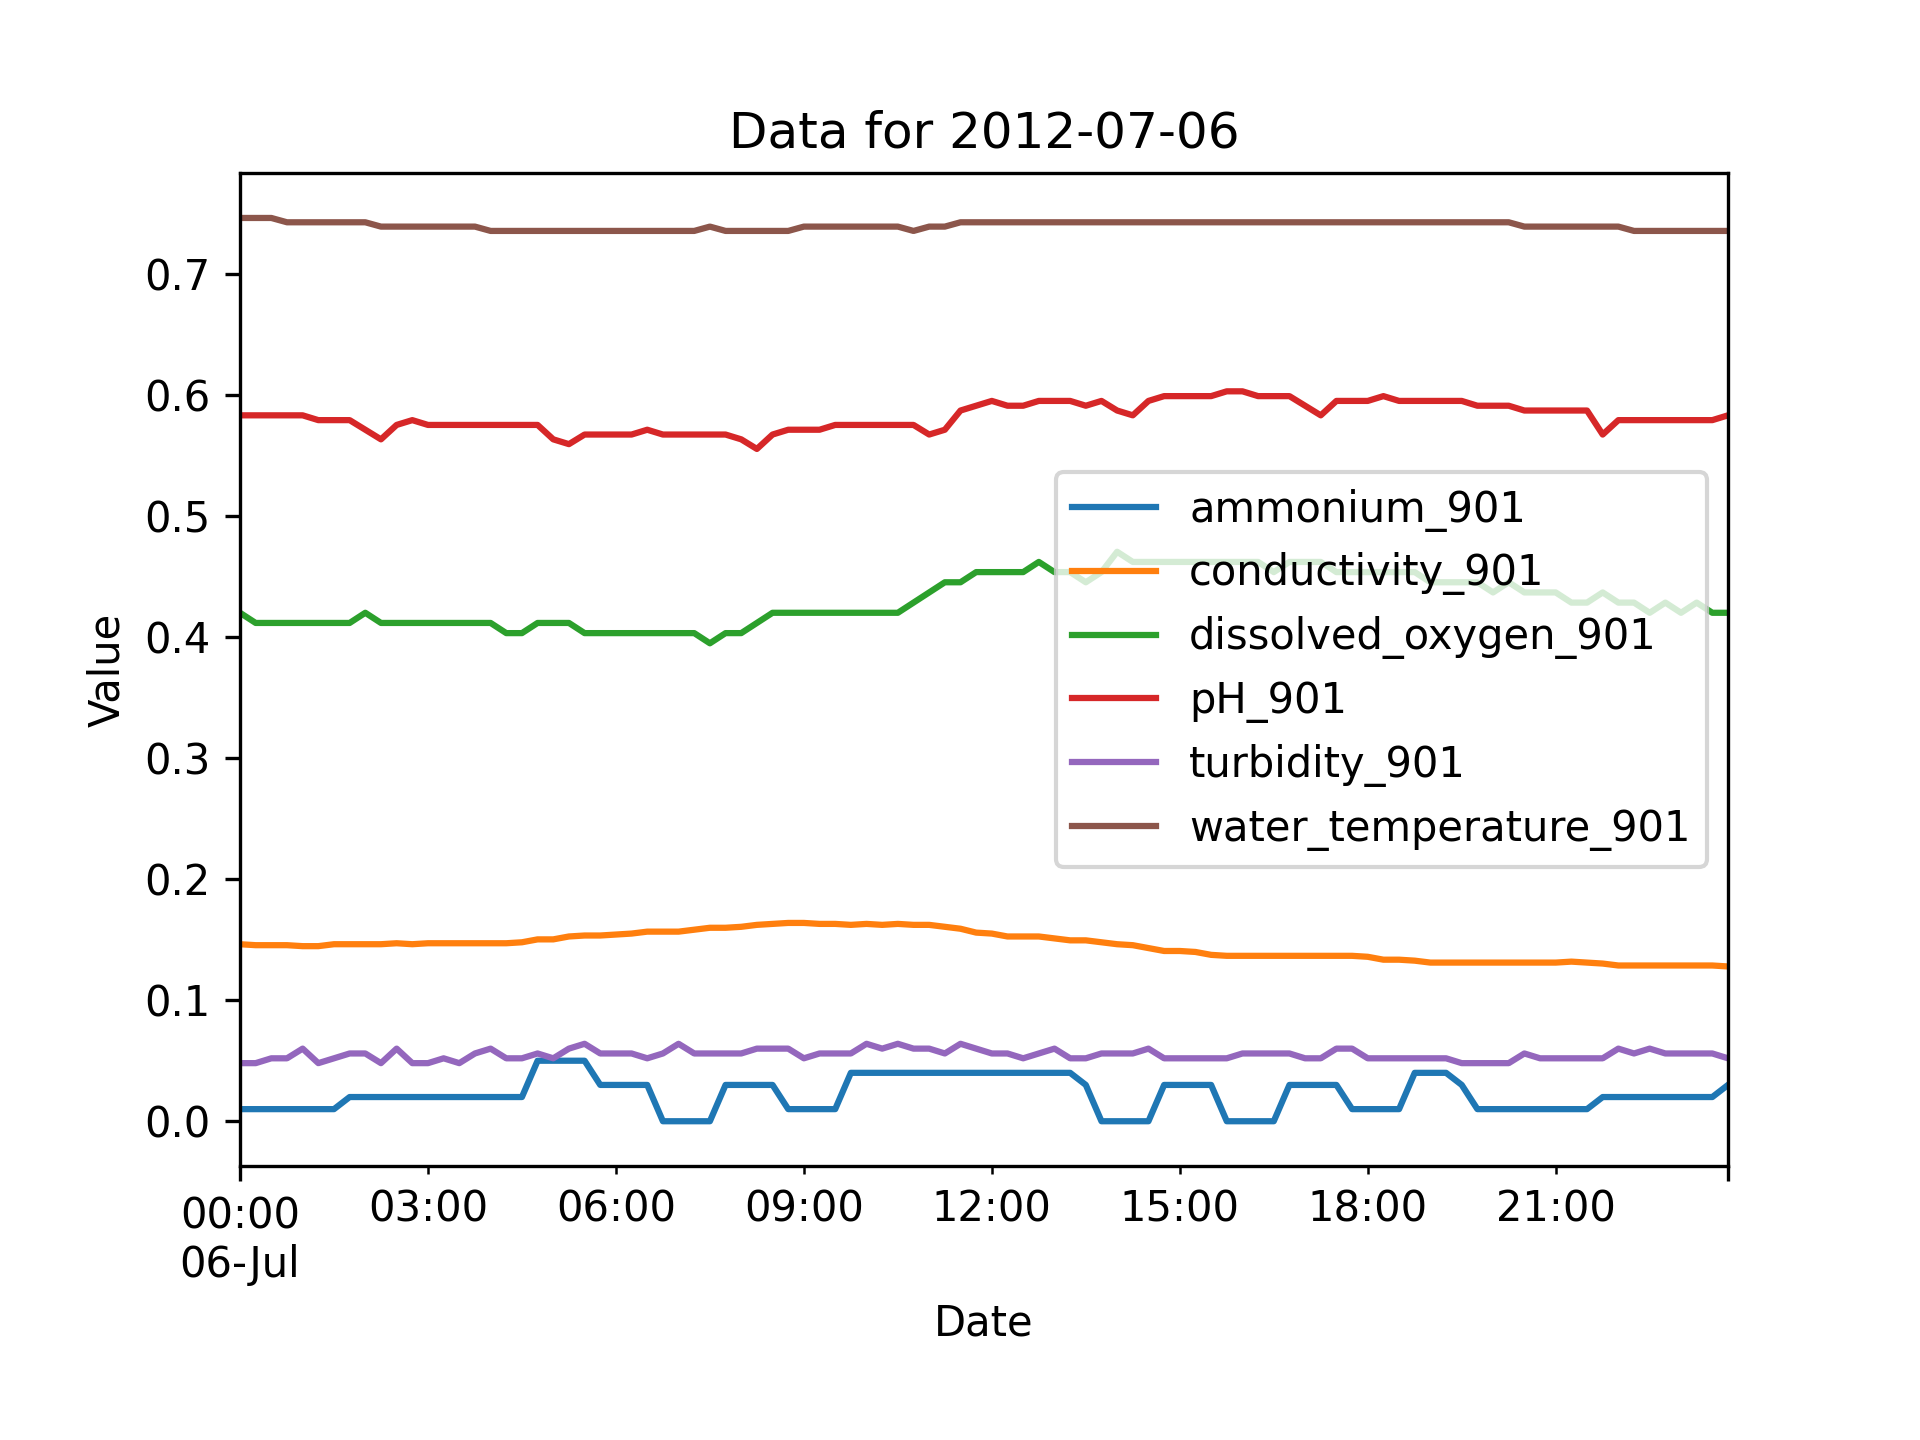 Data for 2012-07-06
Value
0.7
0.6
0.5
0.4
0.3
0.2
0.1
0.0
ammonium_901
conductivity_901
dissolved_oxygen_901
pH_901
turbidity_901
water_temperature_901
00:00 03:00 06:00 09:00 12:00 15:00 18:00 21:00
06-Jul
Date